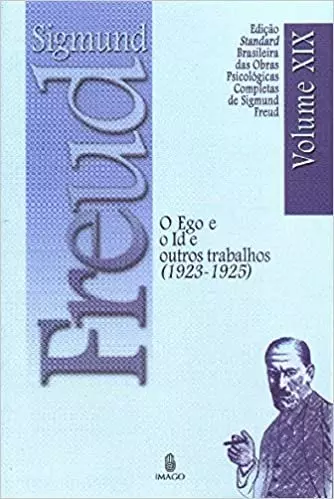 Sigmund
Freud
Edição
Standard
Brasileira
das Obras
Psicológicas
Completas
de Sigmund
Freud
Volume XIX
O Ego e
o Id e
outros trabalhos
(1923-1925)
IMAGO